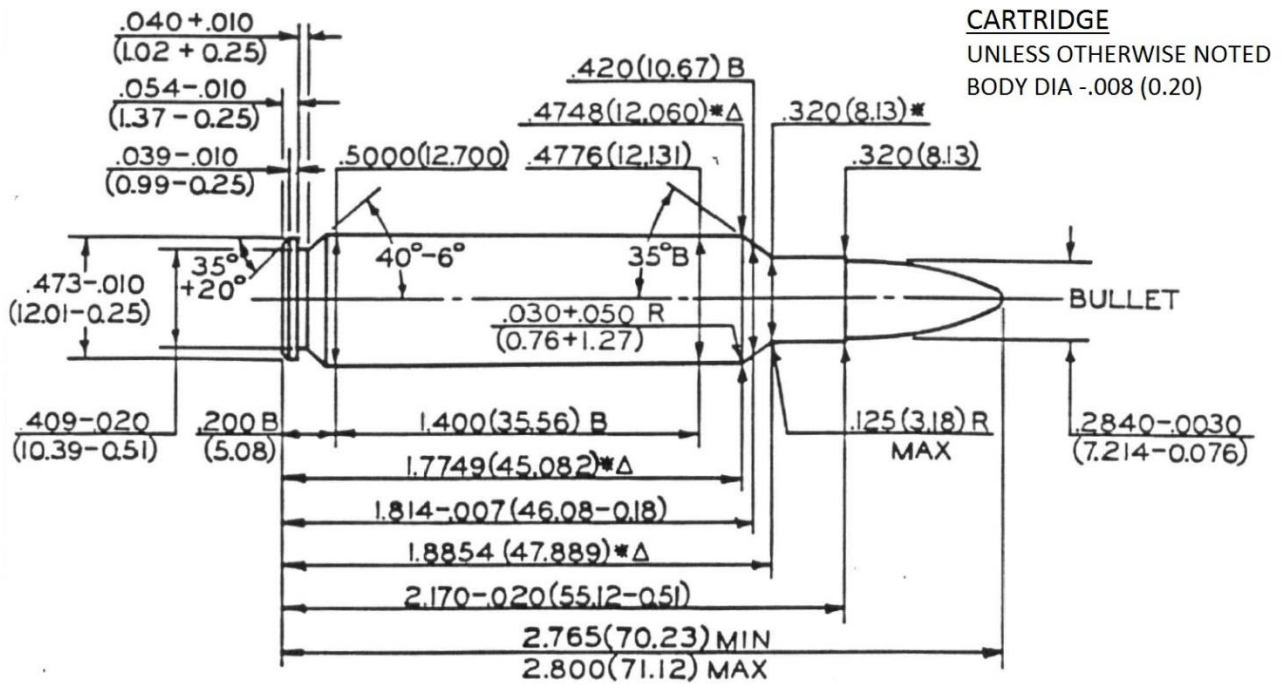 CARTRIDGE
UNLESS OTHERWISE NOTED
BODY DIA -.008 (0.20)
.040+.010
(1.02 + 0.25)
.054-.010
(1.37-0.25)
.039-.010
(0.99-0.25)
.420(10.67) B
.4748(12.060)*Δ
.320(8.13)*
.5000(12.700)
.4776(12.131)
.320(8.13)
35°
+20°
40°-6°
35°B
.473-.010
(12.01-0.25)
.030+.050 R
(0.76+1.27)
BULLET
.409-.020
(10.39-0.51)
.200 B
(5.08)
1.400(35.56) B
.125(3.18) R
MAX
.2840-.0030
(7.214-0.076)
1.7749(45.082)*Δ
1.814-.007(46.08-0.18)
1.8854(47.889)*Δ
2.170-.020(55.12-0.51)
2.765(70.23) MIN
2.800(71.12) MAX